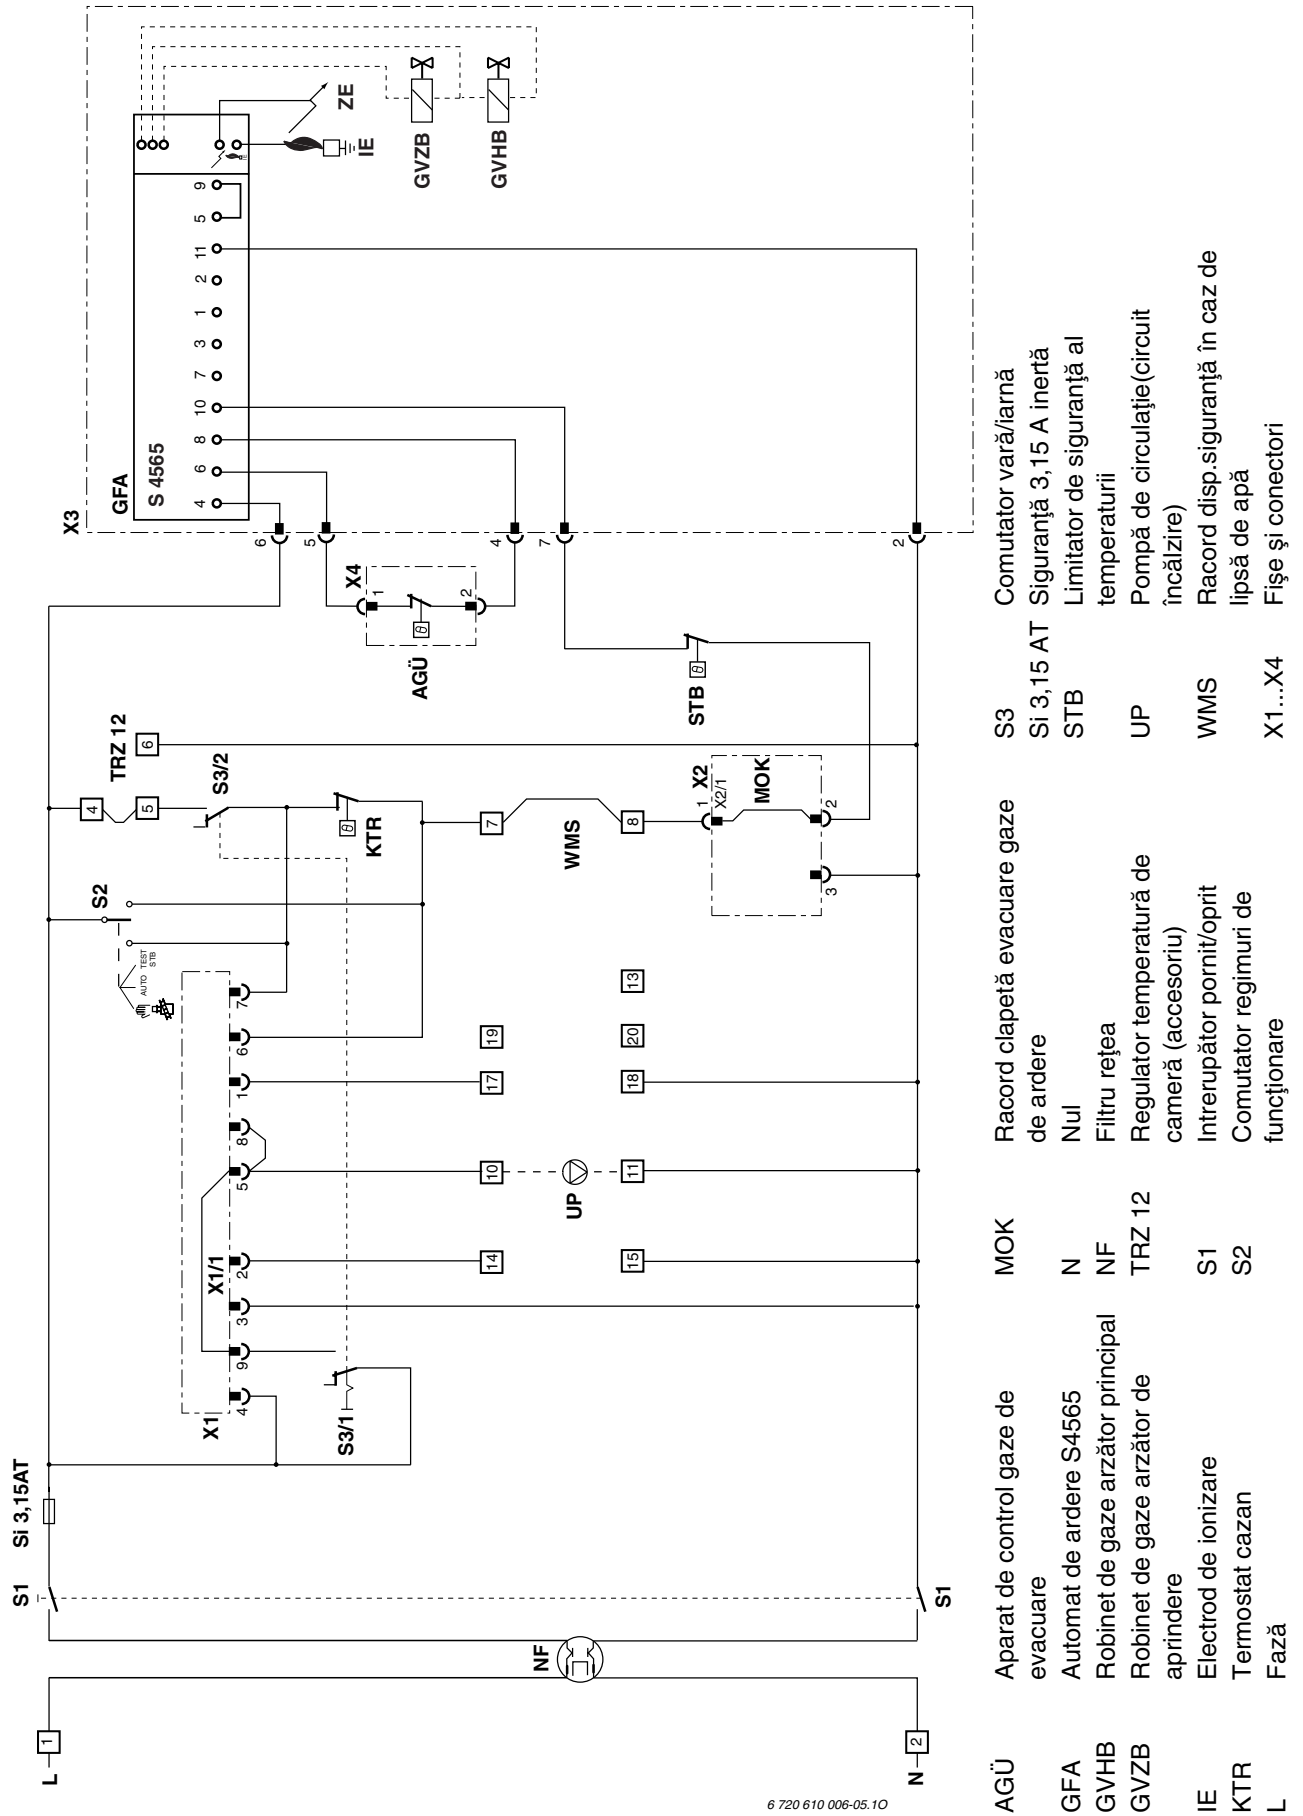 L
1
N
2
NF
S1
S1
Si 3,15AT
X1
4
9
3
X1/1
2
5
8
1
6
7
S3/1
AUTO
TEST
STB
S2
14
15
10
UP
11
17
18
19
20
13
TRZ 12
4
5
6
S3/2
KTR
7
WMS
8
X2
X2/1
1
MOK
2
3
STB
AGÜ
X4
1
2
6
5
4
7
2
X3
GFA
S 4565
4
6
8
10
7
3
1
2
11
5
9
ZE
IE
GVZB
GVHB
6 720 610 006-05.1O
AGÜ Aparat de control gaze de
evacuare
GFA Automat de ardere S4565
GVHB Robinet de gaze arzător principal
GVZB Robinet de gaze arzător de
aprindere
IE Electrod de ionizare
KTR Termostat cazan
L Fază
MOK Racord clapetă evacuare gaze
de ardere
N Nul
NF Filtru reţea
TRZ 12 Regulator temperatură de
cameră (accesoriu)
S1 Intrerupător pornit/oprit
S2 Comutator regimuri de
funcţionare
S3 Comutator vară/iarnă
Si 3,15 AT Siguranţă 3,15 A inertă
STB Limitator de siguranţă al
temperaturii
UP Pompă de circulaţie(circuit
încălzire)
WMS Racord disp.siguranţă în caz de
lipsă de apă
X1...X4 Fişe şi conectori